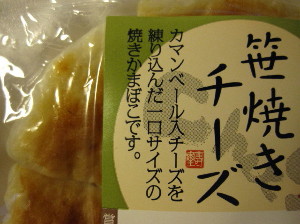 笹焼き
チーズ
カマンベール入チーズを
練り込んだ一口サイズの
焼きかまぼこです。